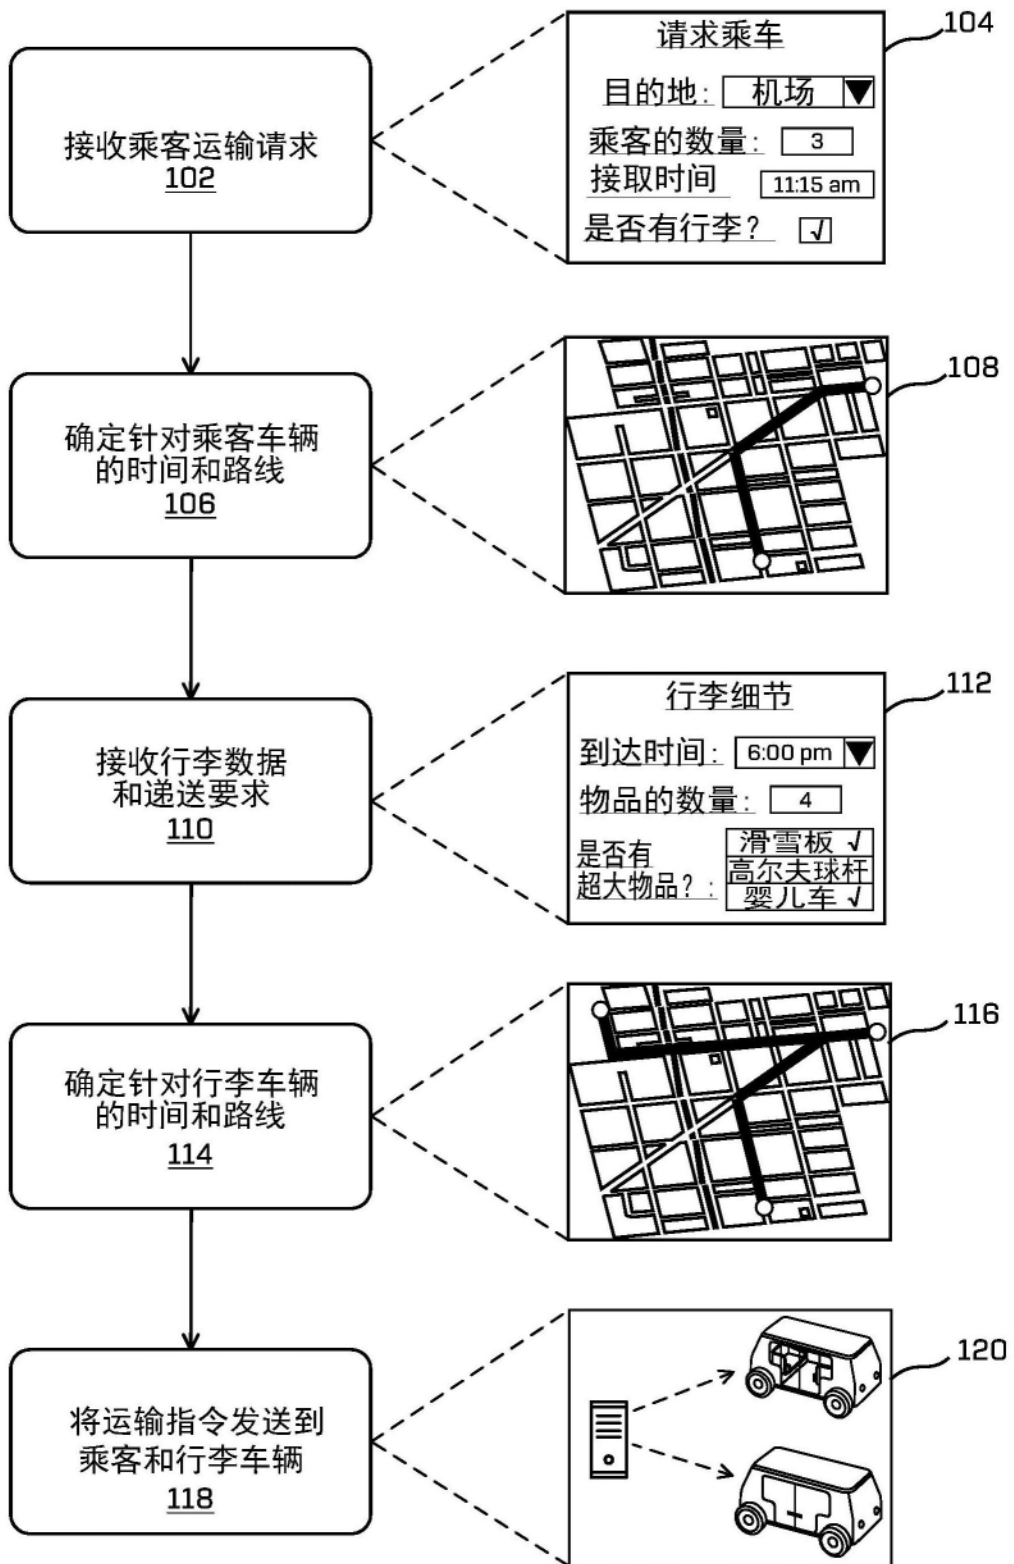 请求乘车
104
目的地: 机场
乘客的数量: 3
接取时间 11:15 am
是否有行李? √
接收乘客运输请求
102
108
确定针对乘客车辆
的时间和路线
106
行李细节
112
到达时间: 6:00 pm
物品的数量: 4
是否有
超大物品?:
滑雪板 √
高尔夫球杆
婴儿车 √
接收行李数据
和递送要求
110
116
确定针对行李车辆
的时间和路线
114
120
将运输指令发送到
乘客和行李车辆
118